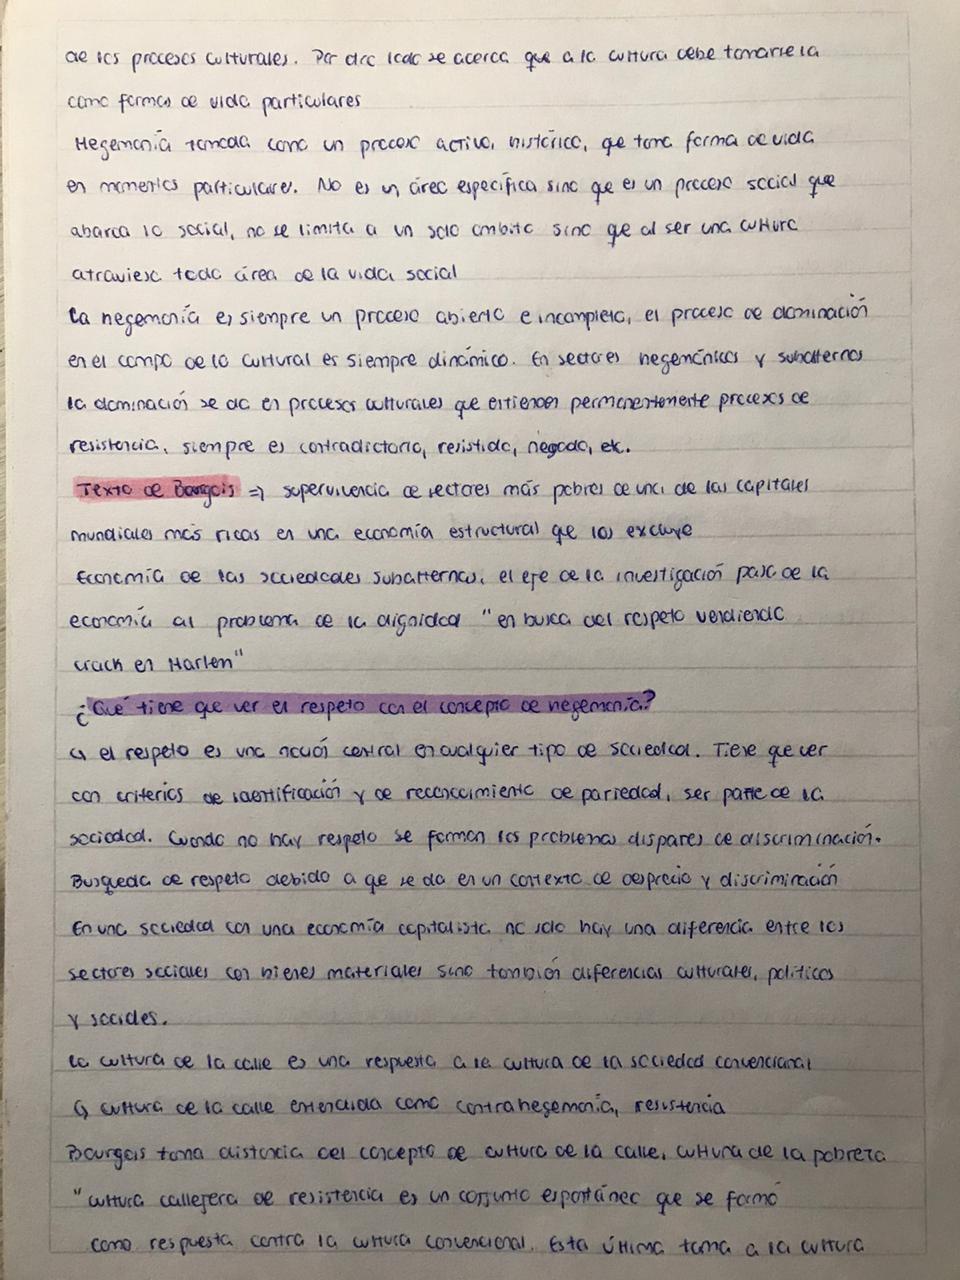 de los procesos culturales. Por otro lado se acerca que a la cultura debe tomarse la
como formas de vida particulares
Hegemonía tomada como un proceso activo, histórico, que toma forma de vida
en momentos particulares. No es un área específica sino que es un proceso social que
abarca lo social, no se limita a un solo ámbito sino que al ser una cultura
atraviesa toda área de la vida social
La hegemonía es siempre un proceso abierto e incompleto, el proceso de dominación
en el campo de lo cultural es siempre dinámico. En sectores hegemónicos y subalternos
la dominación se da en procesos culturales que entienden permanentemente procesos de
resistencia, siempre es contradictorio, resistido, negado, etc.
Texto de Bourgois => supervivencia de sectores más pobres de una de las capitales
mundiales más ricas en una economía estructural que los excluye
Economía de las sociedades subalternas, el eje de la investigación pasa de la
economía al problema de la dignidad "en busca del respeto vendiendo
crack en Harlen"
¿Qué tiene que ver el respeto con el concepto de hegemonía?
↳ el respeto es una noción central en cualquier tipo de sociedad. Tiene que ver
con criterios de identificación y de reconocimiento de pariedad, ser parte de la
sociedad. Cuando no hay respeto se forman los problemas dispares de discriminación.
Busqueda de respeto debido a que se da en un contexto de desprecio y discriminación
En una sociedad con una economía capitalista no solo hay una diferencia entre los
sectores sociales con bienes materiales sino también diferencias culturales, políticas
y sociales.
La cultura de la calle es una respuesta a la cultura de la sociedad convencional
↳ cultura de la calle entendida como contrahegemonía, resistencia
Bourgois toma distancia del concepto de cultura de la calle, cultura de la pobreza
"cultura callejera de resistencia es un conjunto espontáneo que se formó
como respuesta contra la cultura convencional. Esta última toma a la cultura